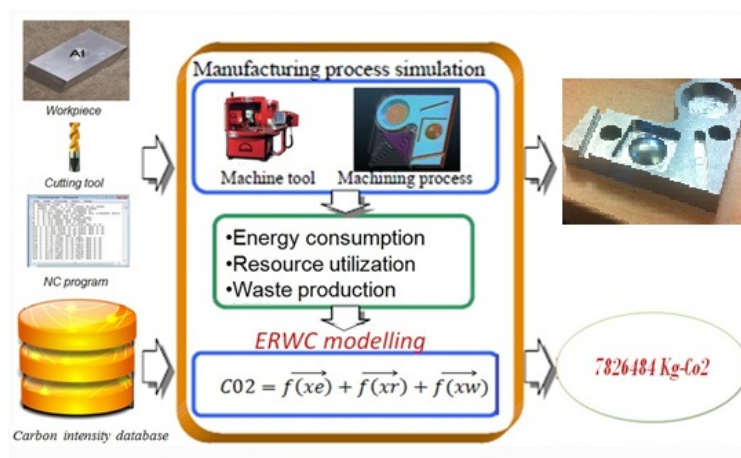 Al
Workpiece
Cutting tool
NC program
Carbon intensity database
Manufacturing process simulation
Machine tool
Machining process
•Energy consumption
•Resource utilization
•Waste production
ERWC modelling
C02 = f(xe) + f(xr) + f(xw)
7826484 Kg-Co2